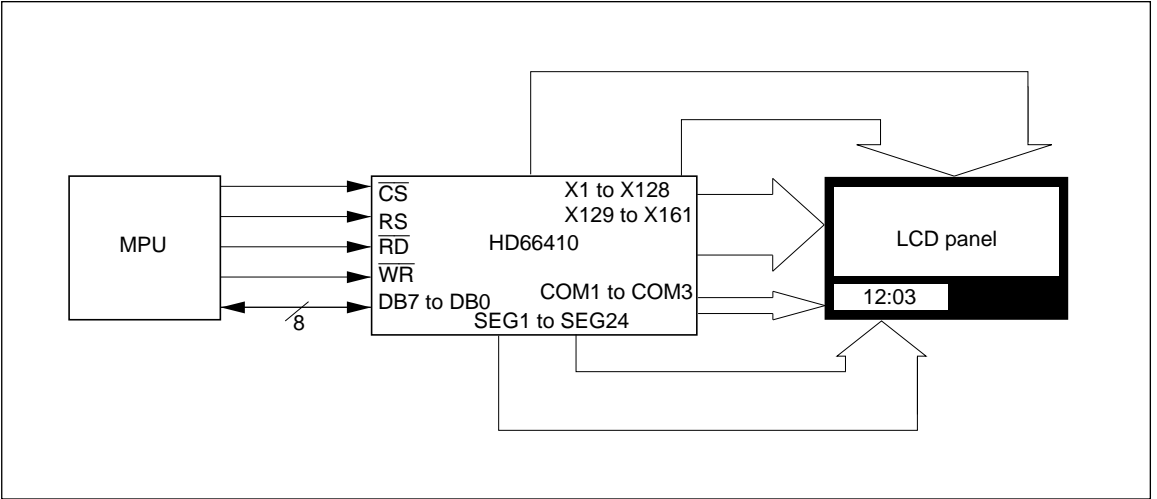 MPU
8
CS
RS
RD
WR
DB7 to DB0
X1 to X128
X129 to X161
HD66410
COM1 to COM3
SEG1 to SEG24
LCD panel
12:03